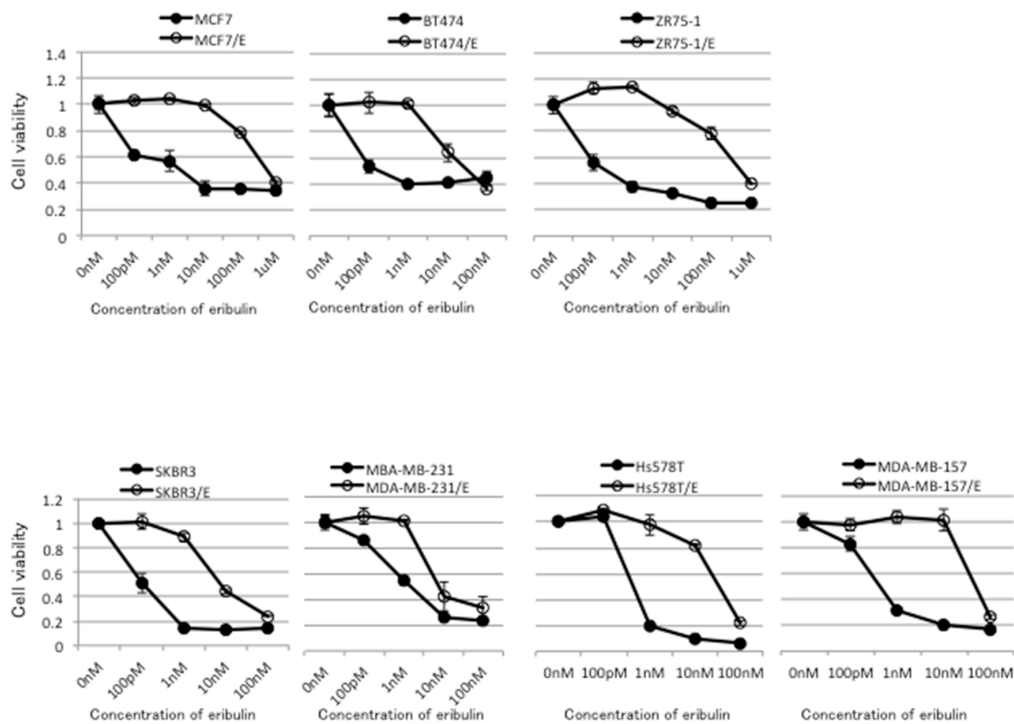 MCF7
MCF7/E
BT474
BT474/E
ZR75-1
ZR75-1/E
Cell viability
1.4
1.2
1
0.8
0.6
0.4
0.2
0
0nM
100pM
1nM
10nM
100nM
1uM
0nM
100pM
1nM
10nM
100nM
0nM
100pM
1nM
10nM
100nM
1uM
Concentration of eribulin
Concentration of eribulin
Concentration of eribulin
SKBR3
SKBR3/E
MBA-MB-231
MDA-MB-231/E
Hs578T
Hs578T/E
MDA-MB-157
MDA-MB-157/E
Cell viability
1.2
1
0.8
0.6
0.4
0.2
0
0nM
100pM
1nM
10nM
100nM
0nM
100pM
1nM
10nM
100nM
0nM 100pM 1nM 10nM 100nM
0nM 100pM 1nM 10nM 100nM
Concentration of eribulin
Concentration of eribulin
Concentration of eribulin
Concentration of eribulin